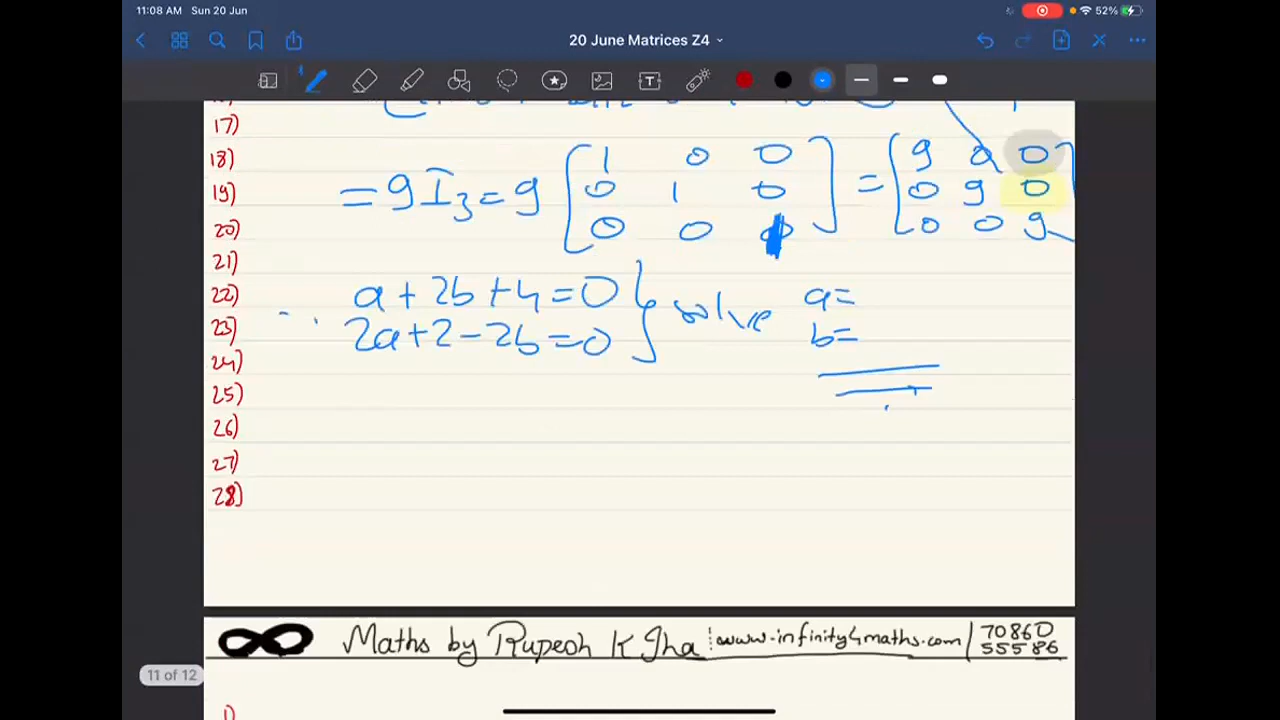 11:08 AM Sun 20 Jun
52%
20 June Matrices Z4
17)
18) 1 0 0 9 0 0
19) = 9I3 = 9 0 1 0 = 0 9 0
20) 0 0 0 0 0 9
21)
22) a + 2b + 4 = 0 a =
23) 2a + 2 - 2b = 0 } solve b =
24)
25)
26)
27)
28)
11 of 12
Maths by Rupesh K Jha www.infinity4maths.com 70860
55586
1)